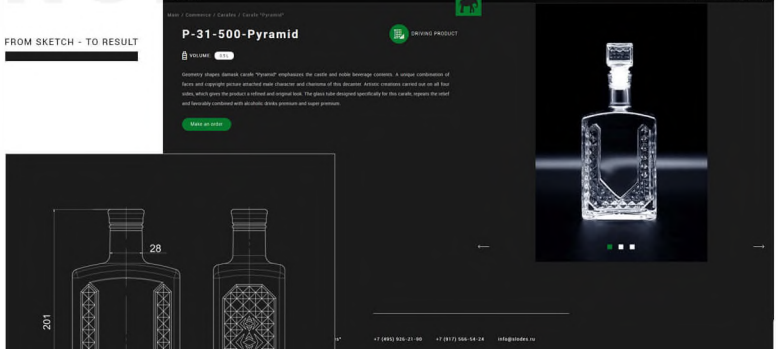 Main / Commerce / Carafes / Carafe "Pyramid"
P-31-500-Pyramid
DRIVING PRODUCT
FROM SKETCH - TO RESULT
VOLUME: 0.5 L
Geometry shapes damask carafe "Pyramid" emphasizes the castle and noble beverage contents. A unique combination of
faces and copyright picture attached male character and charisma of this decanter. Artistic creations carried out on all four
sides, which gives the product a refined and original look. The glass tube designed specifically for this carafe, repeats the relief
and favorably combined with alcoholic drinks premium and super premium.
Make an order
28
201
+7 (495) 926-21-90 +7 (917) 566-54-24 info@stodes.ru